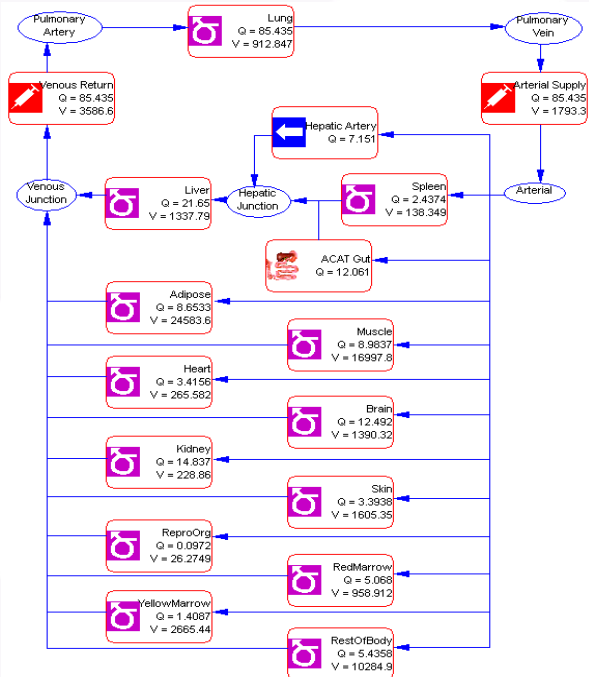 Pulmonary
Artery
Lung
Q = 85.435
V = 912.847
Pulmonary
Vein
Venous Return
Q = 85.435
V = 3586.6
Arterial Supply
Q = 85.435
V = 1793.3
Hepatic Artery
Q = 7.151
Venous
Junction
Liver
Q = 21.65
V = 1337.79
Hepatic
Junction
Spleen
Q = 2.4374
V = 138.349
Arterial
ACAT Gut
Q = 12.061
Adipose
Q = 8.6533
V = 24583.6
Muscle
Q = 8.9837
V = 16997.8
Heart
Q = 3.4156
V = 265.582
Brain
Q = 12.492
V = 1390.32
Kidney
Q = 14.837
V = 228.86
Skin
Q = 3.3938
V = 1605.35
ReproOrg
Q = 0.0972
V = 26.2749
RedMarrow
Q = 5.068
V = 958.912
YellowMarrow
Q = 1.4087
V = 2665.44
RestOfBody
Q = 5.4358
V = 10284.9